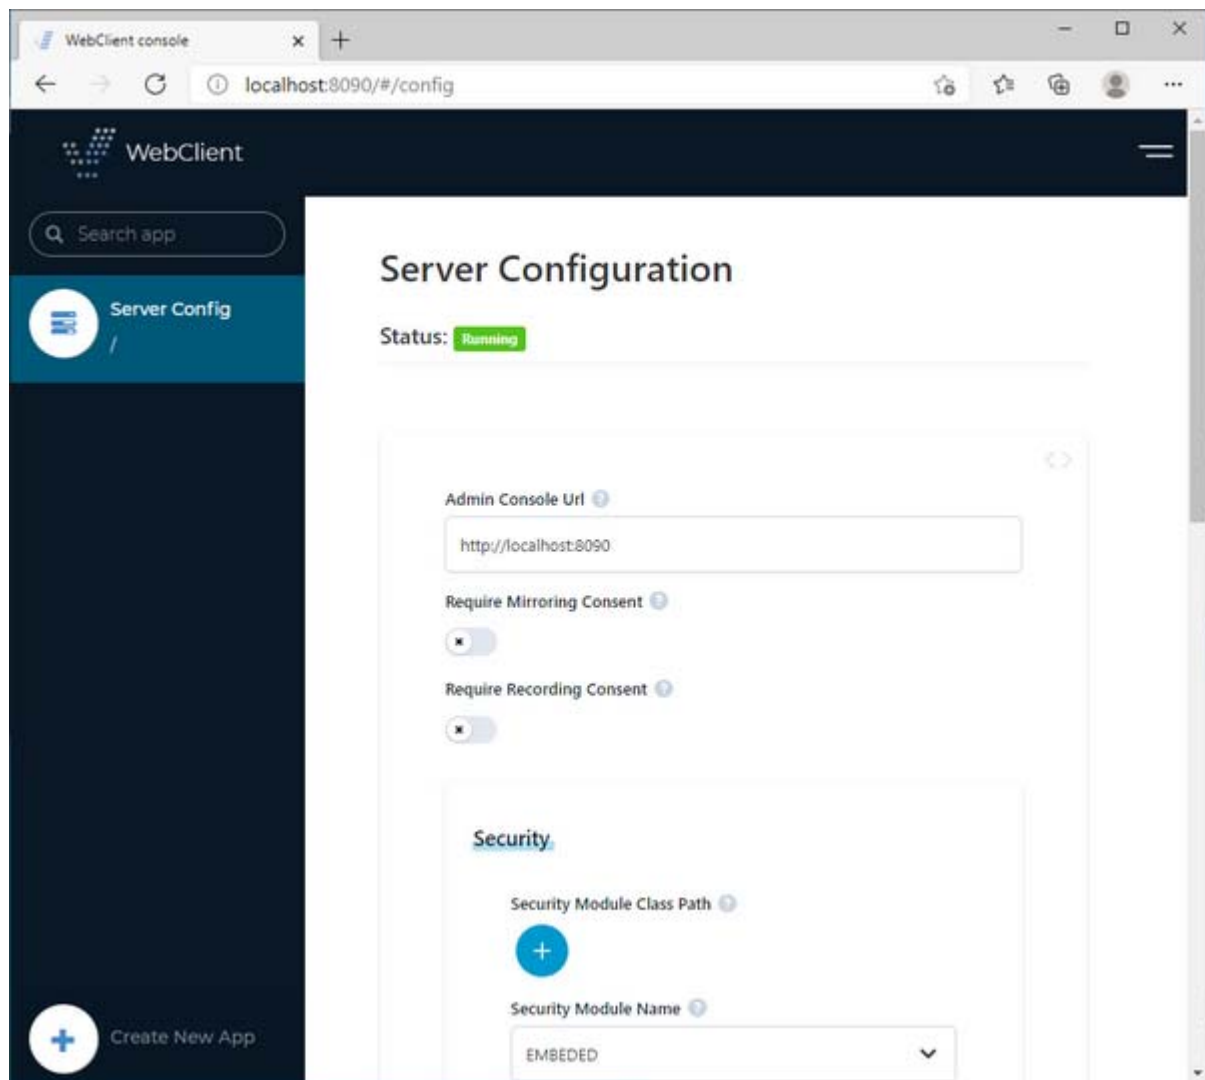 WebClient console
localhost:8090/#/config
WebClient
Search app
Server Config
/
Server Configuration
Status: Running
Admin Console Url
http://localhost:8090
Require Mirroring Consent
Require Recording Consent
Security
Security Module Class Path
Security Module Name
EMBEDED
Create New App